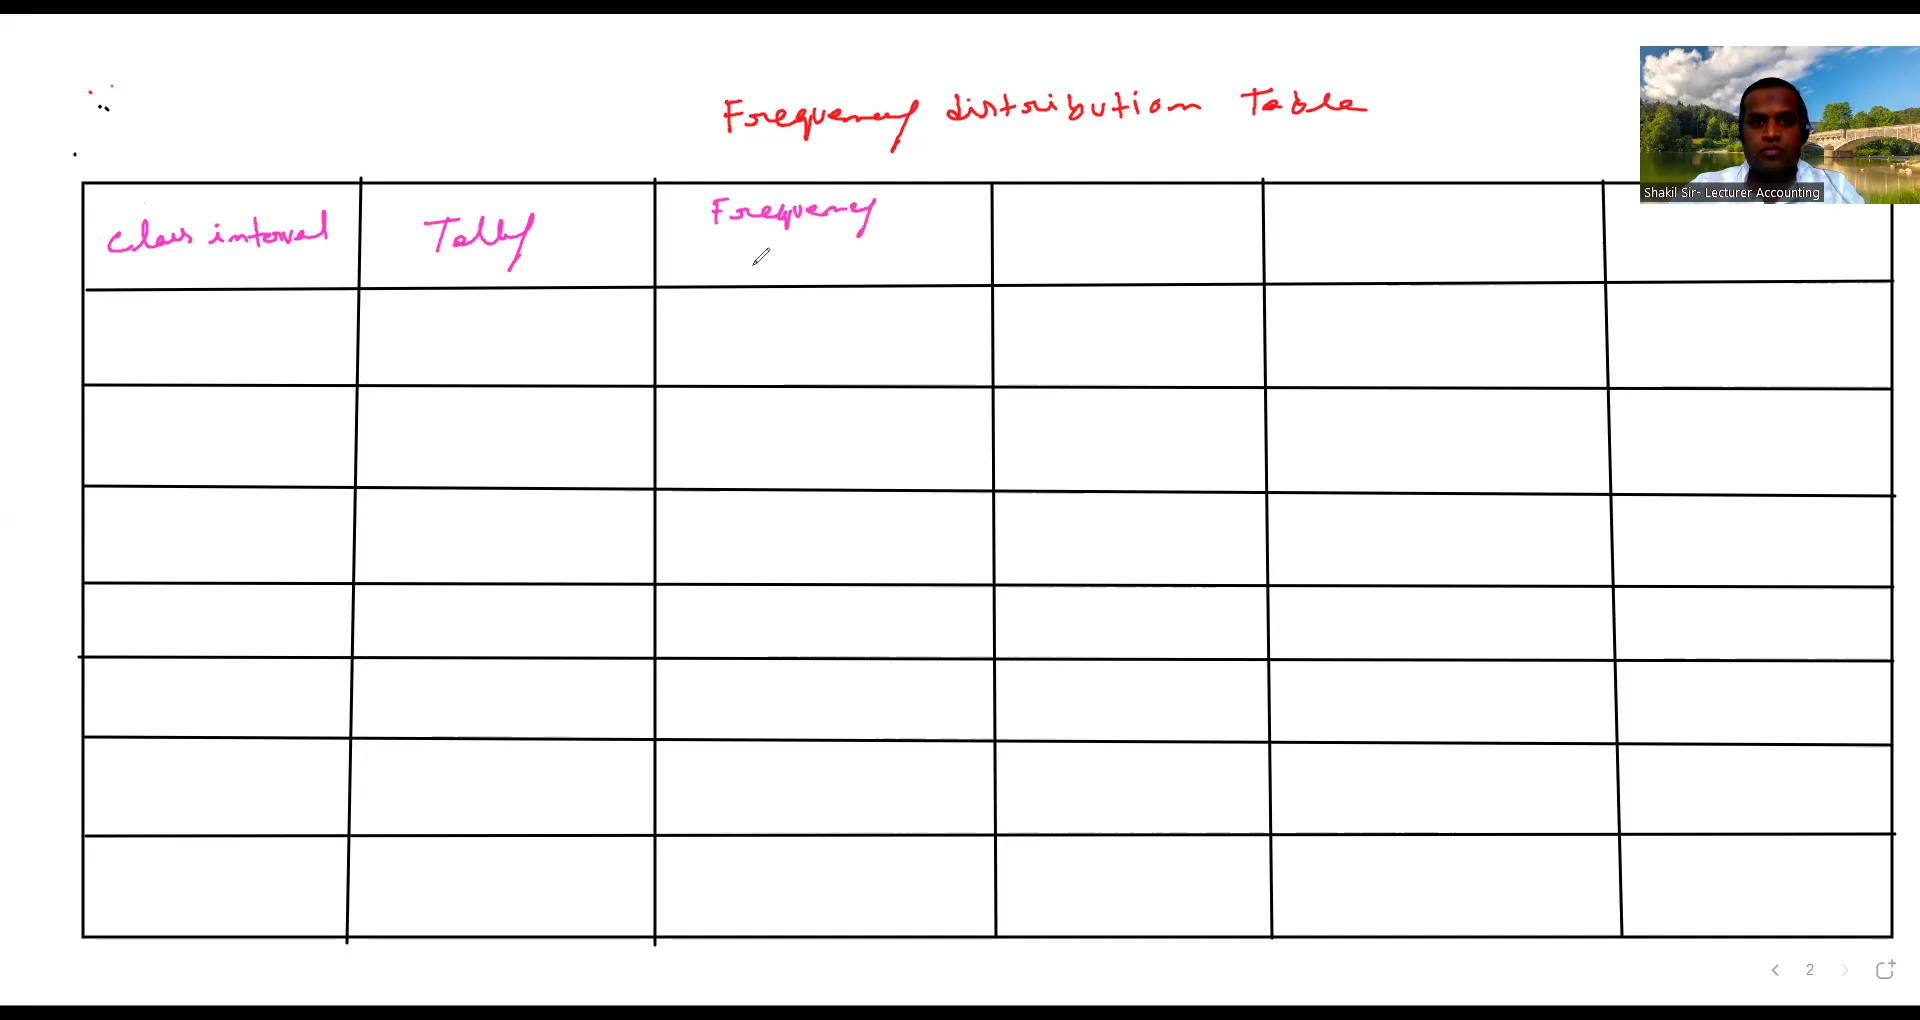 Frequency distribution Table
Shakil Sir- Lecturer Accounting
Class interval Tally Frequency
2